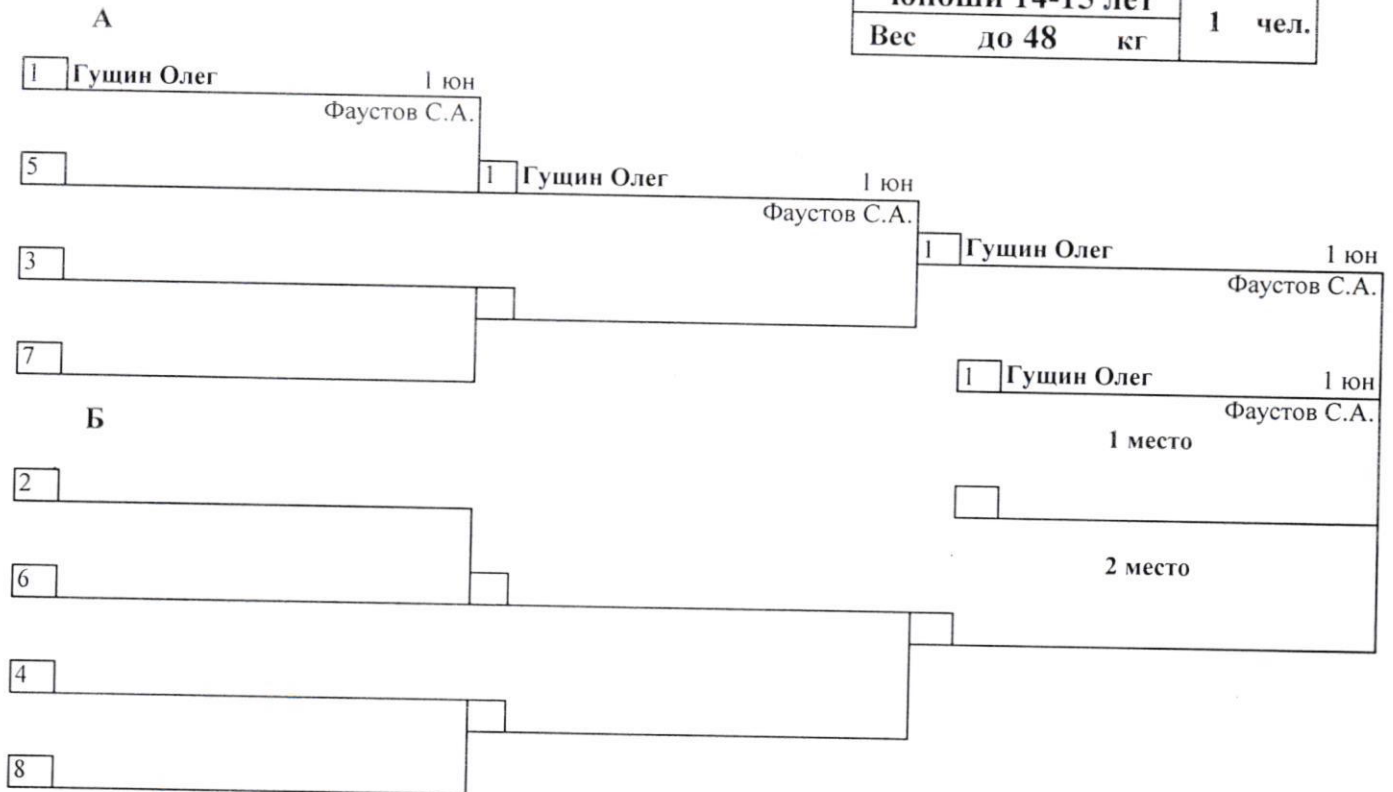 А
юноши 14-15 лет
Вес до 48 кг
1 чел.
1 Гущин Олег 1 юн
Фаустов С.А.
5
1 Гущин Олег 1 юн
Фаустов С.А.
3
1 Гущин Олег 1 юн
Фаустов С.А.
7
1 Гущин Олег 1 юн
Фаустов С.А.
1 место
Б
2
2 место
6
4
8